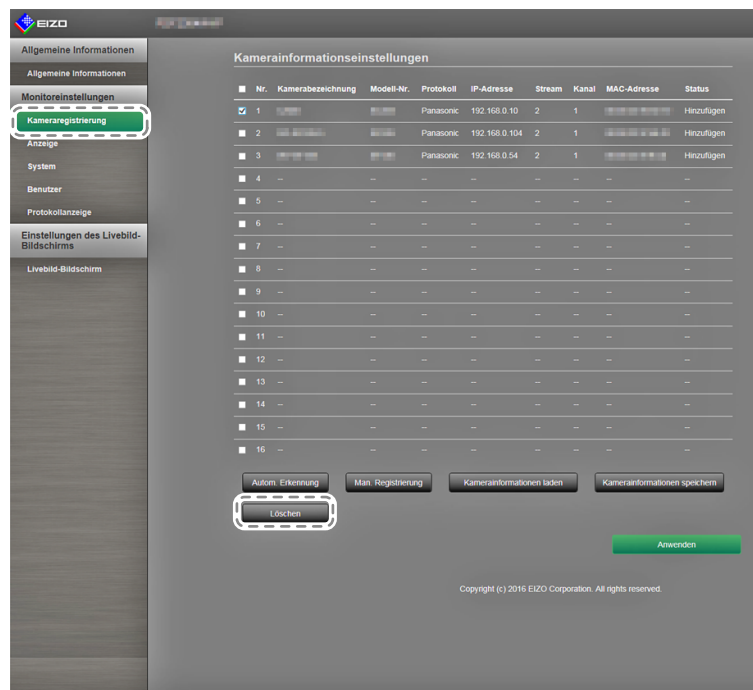 EIZO
Allgemeine Informationen
Allgemeine Informationen
Monitoreinstellungen
Kameraregistrierung
Anzeige
System
Benutzer
Protokollanzeige
Einstellungen des Livebild-
Bildschirms
Livebild-Bildschirm
Kamerainformationseinstellungen
Nr. Kamerabezeichnung Modell-Nr. Protokoll IP-Adresse Stream Kanal MAC-Adresse Status
1 Panasonic 192.168.0.10 2 1 Hinzufügen
2 Panasonic 192.168.0.104 2 1 Hinzufügen
3 Panasonic 192.168.0.54 2 1 Hinzufügen
4 -- -- -- -- -- -- -- --
5 -- -- -- -- -- -- -- --
6 -- -- -- -- -- -- -- --
7 -- -- -- -- -- -- -- --
8 -- -- -- -- -- -- -- --
9 -- -- -- -- -- -- -- --
10 -- -- -- -- -- -- -- --
11 -- -- -- -- -- -- -- --
12 -- -- -- -- -- -- -- --
13 -- -- -- -- -- -- -- --
14 -- -- -- -- -- -- -- --
15 -- -- -- -- -- -- -- --
16 -- -- -- -- -- -- -- --
Autom. Erkennung Man. Registrierung Kamerainformationen laden Kamerainformationen speichern
Löschen
Anwenden
Copyright (c) 2016 EIZO Corporation. All rights reserved.